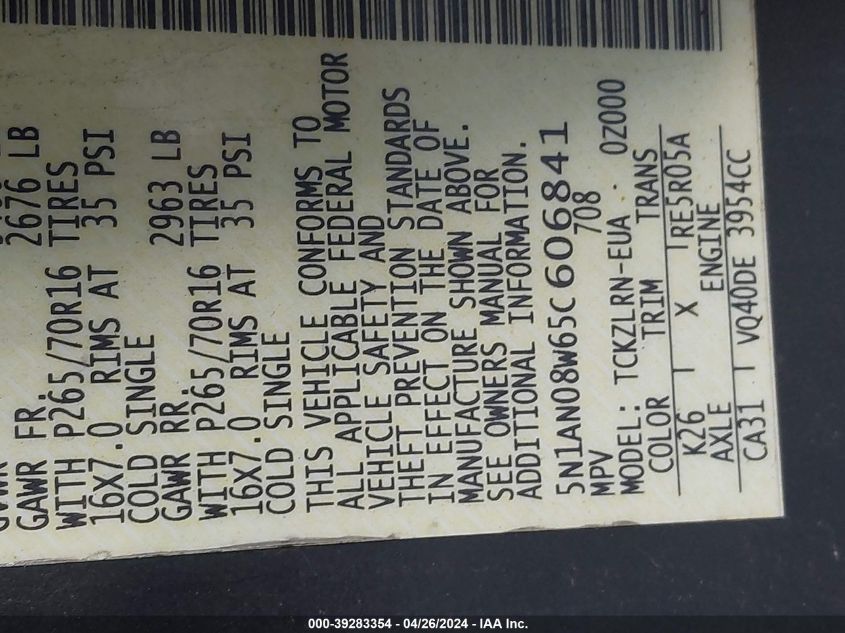 GVWR
GAWR FR. 2676 LB
WITH P265/70R16 TIRES
16X7.0 RIMS AT 35 PSI
COLD SINGLE
GAWR RR. 2963 LB
WITH P265/70R16 TIRES
16X7.0 RIMS AT 35 PSI
COLD SINGLE
THIS VEHICLE CONFORMS TO
ALL APPLICABLE FEDERAL MOTOR
VEHICLE SAFETY AND
THEFT PREVENTION STANDARDS
IN EFFECT ON THE DATE OF
MANUFACTURE SHOWN ABOVE.
SEE OWNERS MANUAL FOR
ADDITIONAL INFORMATION.
5N1AN08W65C606841
MPV 708
MODEL: TCKZLRN-EUA . 0Z000
COLOR TRIM TRANS
K26 X RE5R05A
AXLE ENGINE
CA31 VQ40DE 3954CC
000-39283354 - 04/26/2024 - IAA Inc.